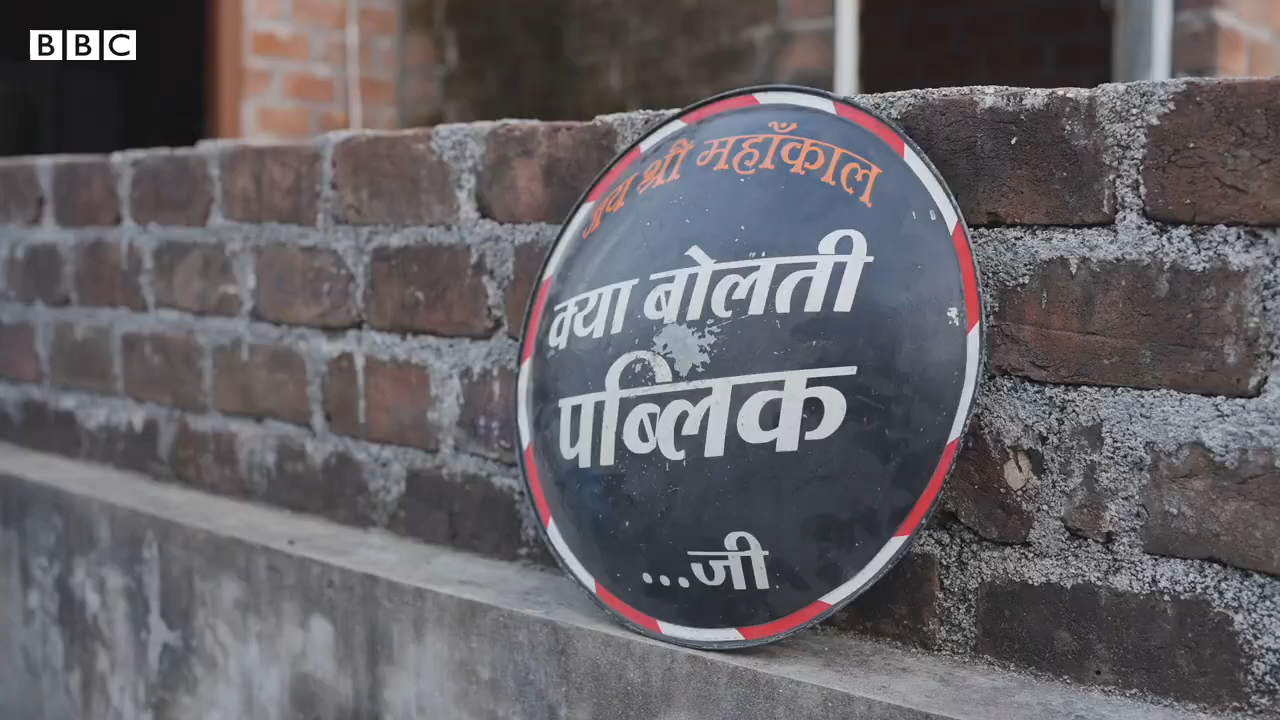 BBC
जय श्री महाँकाल
क्या बोलती
पब्लिक
...जी